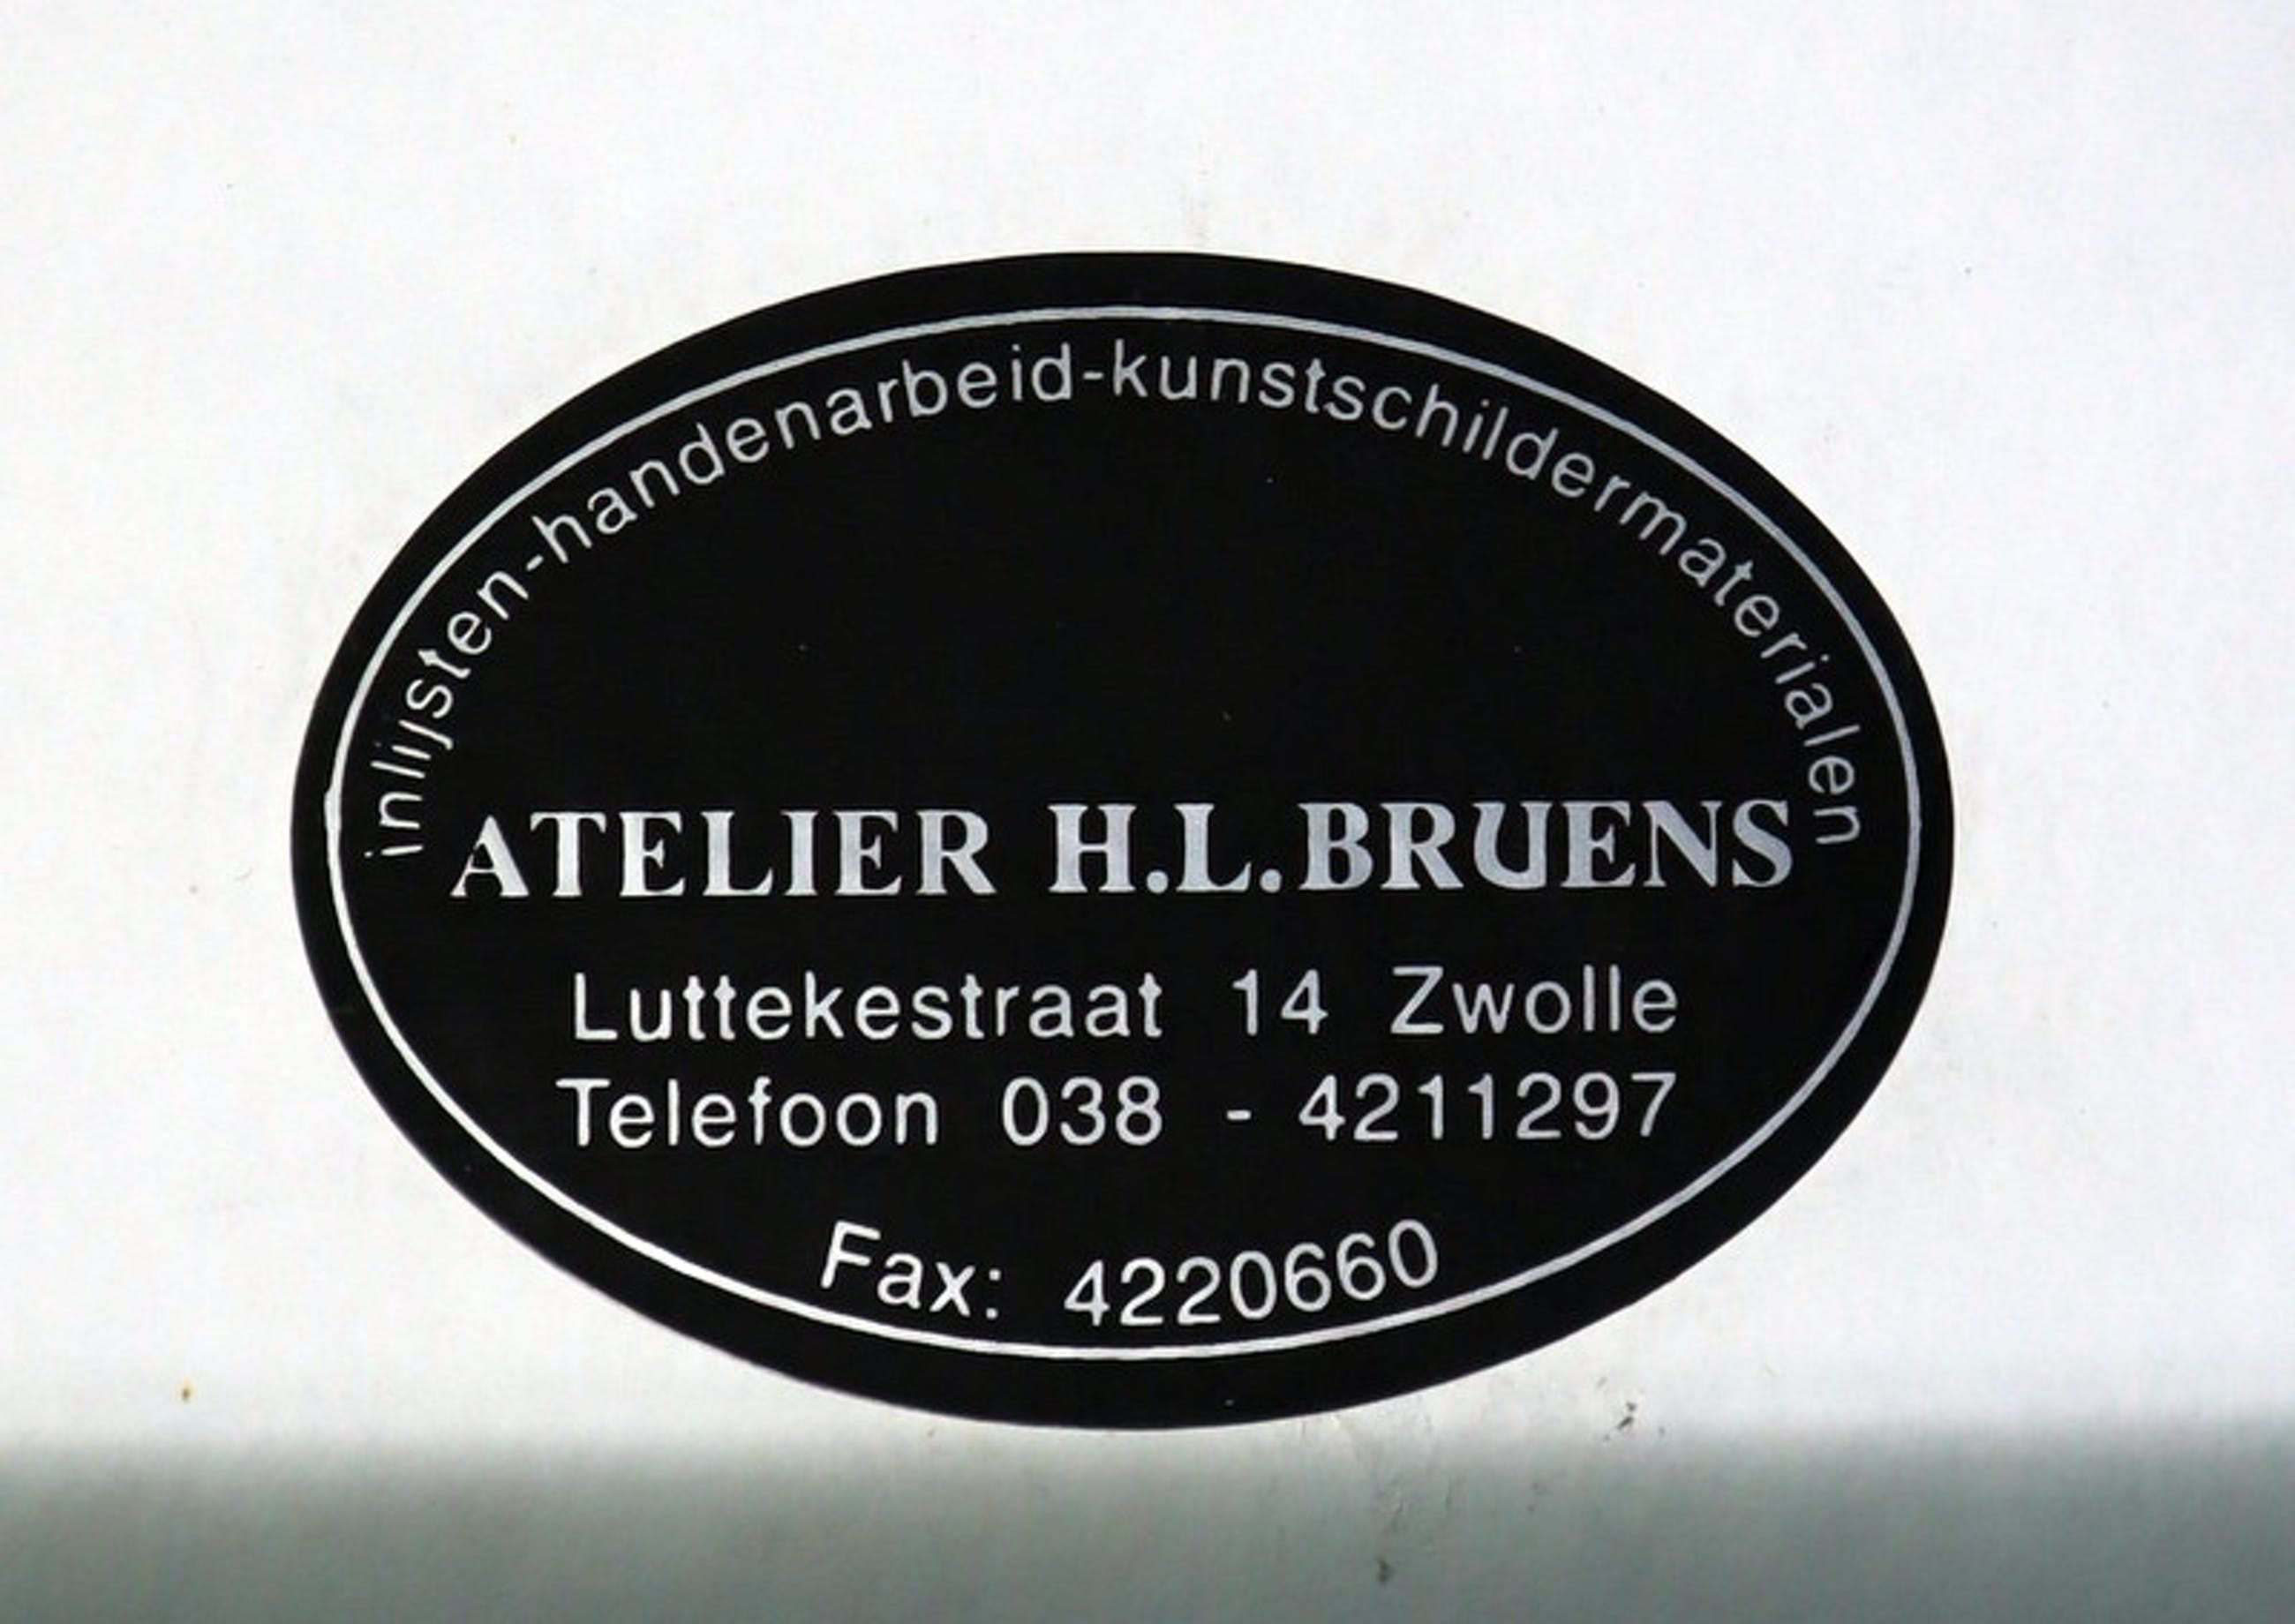 inlijsten-handenarbeid-kunstschildermaterialen
ATELIER H.L.BRUENS
Luttekestraat 14 Zwolle
Telefoon 038 - 4211297
Fax: 4220660